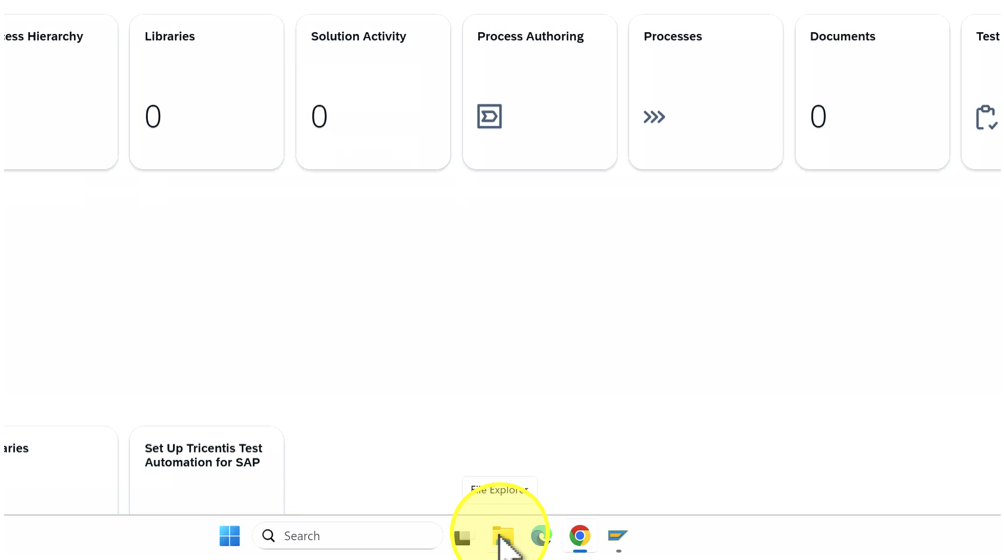 ess Hierarchy
Libraries
0
Solution Activity
0
Process Authoring
Processes
Documents
0
Test
aries
Set Up Tricentis Test
Automation for SAP
File Explorer
Search